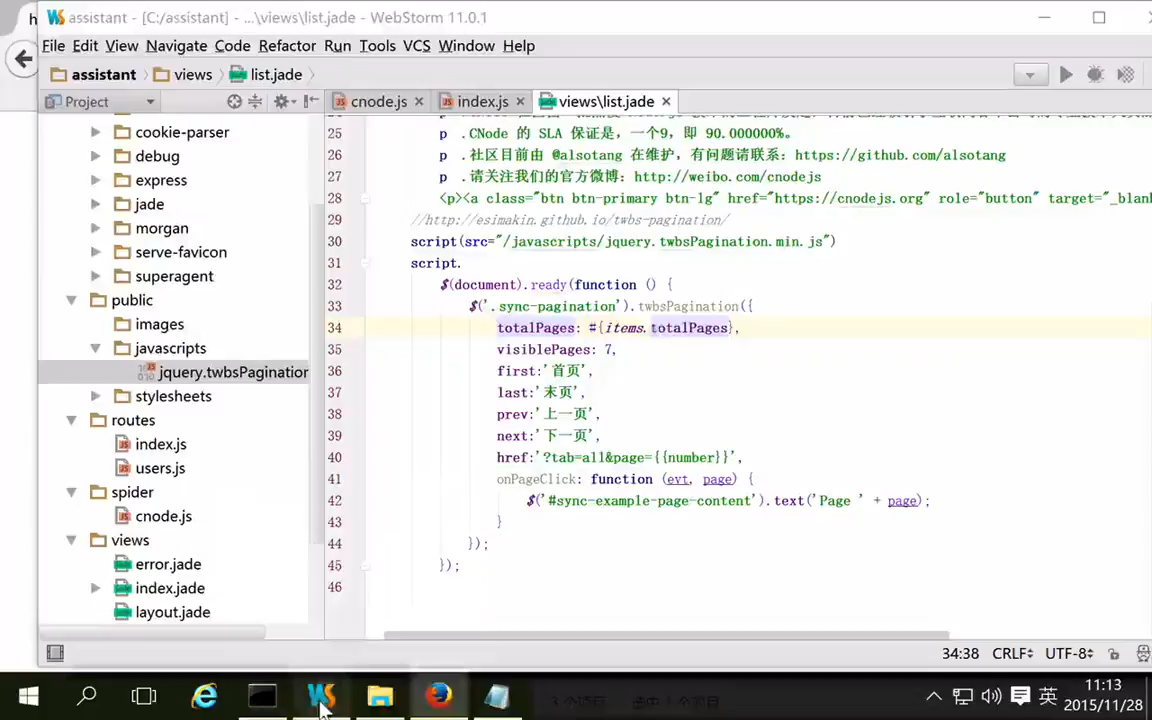 h
WS assistant - [C:/assistant] - ...\views\list.jade - WebStorm 11.0.1
File Edit View Navigate Code Refactor Run Tools VCS Window Help
assistant views list.jade
Project cnode.js index.js views\list.jade
cookie-parser
debug
express
jade
morgan
serve-favicon
superagent
public
images
javascripts
jquery.twbsPagination
stylesheets
routes
index.js
users.js
spider
cnode.js
views
error.jade
index.jade
layout.jade
25 p .CNode 的 SLA 保证是，一个9，即 90.000000%。
26 p .社区目前由 @alsotang 在维护，有问题请联系：https://github.com/alsotang
27 p .请关注我们的官方微博：http://weibo.com/cnodejs
28 <p><a class="btn btn-primary btn-lg" href="https://cnodejs.org" role="button" target="_blan
29 //http://esimakin.github.io/twbs-pagination/
30 script(src="/javascripts/jquery.twbsPagination.min.js")
31 script.
32 $(document).ready(function () {
33 $('.sync-pagination').twbsPagination({
34 totalPages: #{items.totalPages},
35 visiblePages: 7,
36 first:'首页',
37 last:'末页',
38 prev:'上一页',
39 next:'下一页',
40 href:'?tab=all&page={{number}}',
41 onPageClick: function (evt, page) {
42 $('#sync-example-page-content').text('Page ' + page);
43 }
44 });
45 });
46
34:38 CRLF UTF-8
WS
英
11:13
2015/11/28